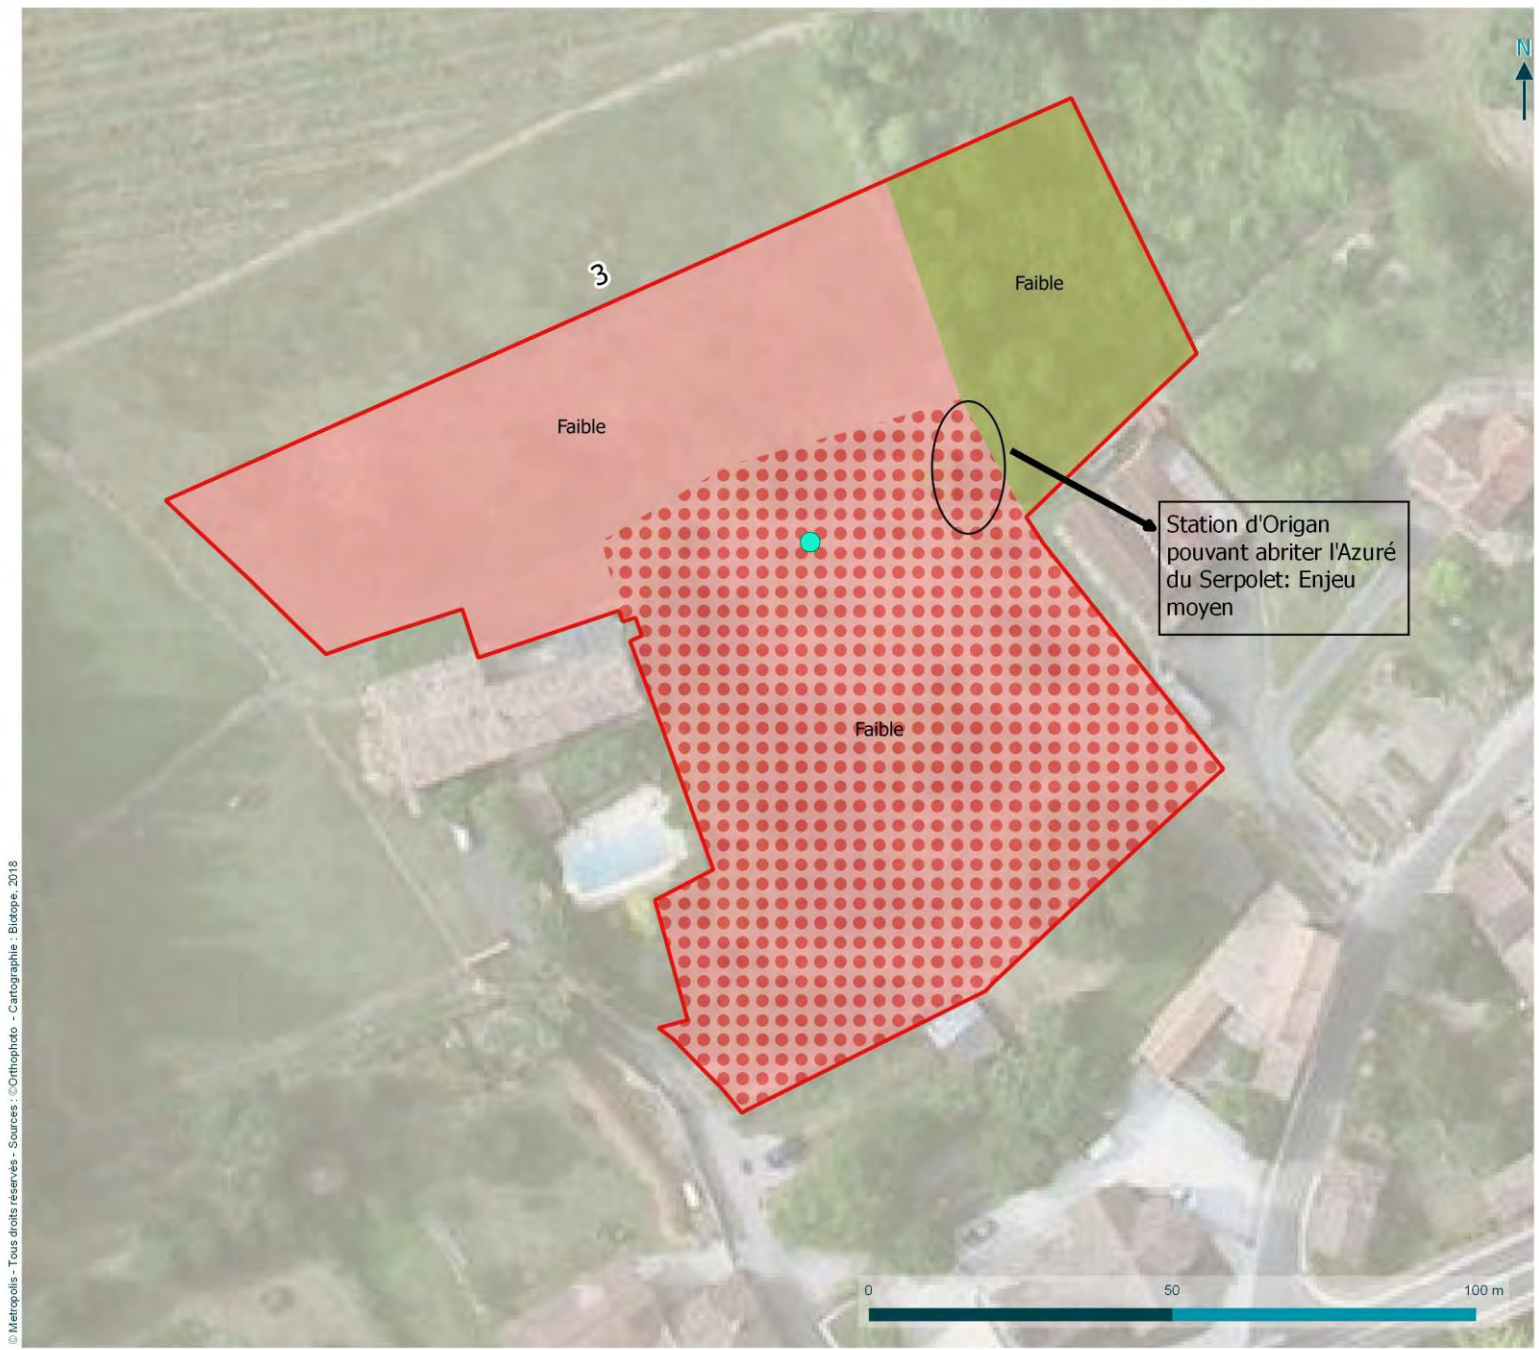 N
3
Faible
Faible
Station d'Origan
pouvant abriter l'Azuré
du Serpolet: Enjeu
moyen
Faible
0 50 100 m
© Metropolis - Tous droits réservés - Sources : ©Orthophoto - Cartographie : Biotope, 2018